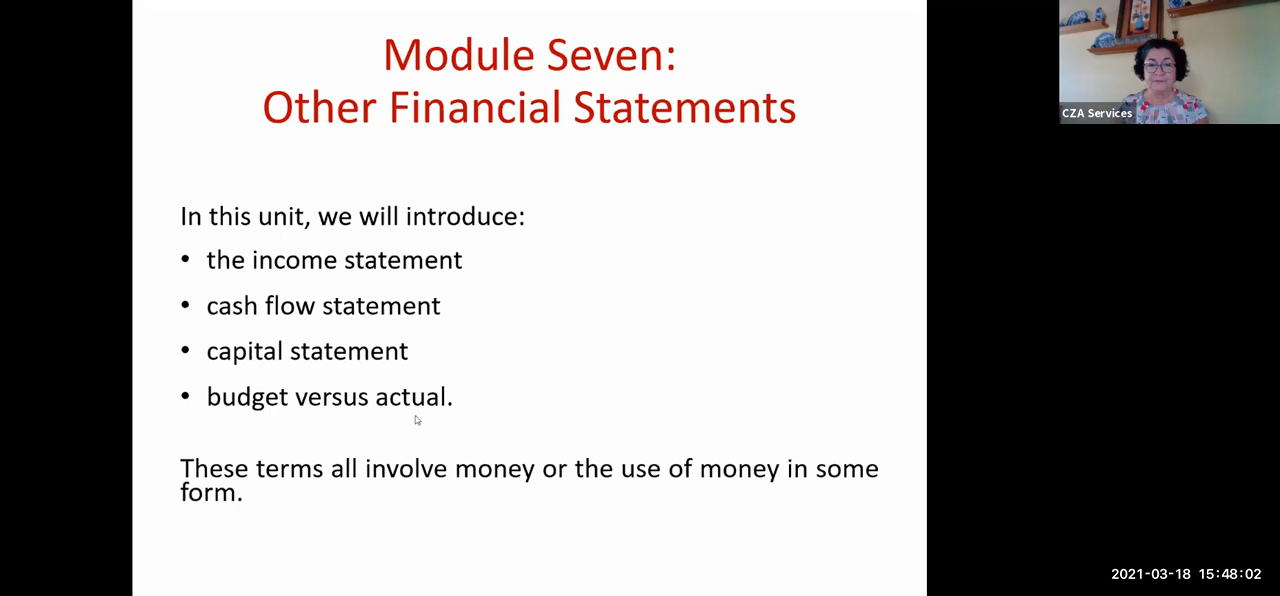 Module Seven:
Other Financial Statements
In this unit, we will introduce:
• the income statement
• cash flow statement
• capital statement
• budget versus actual.
These terms all involve money or the use of money in some
form.
CZA Services
2021-03-18 15:48:02